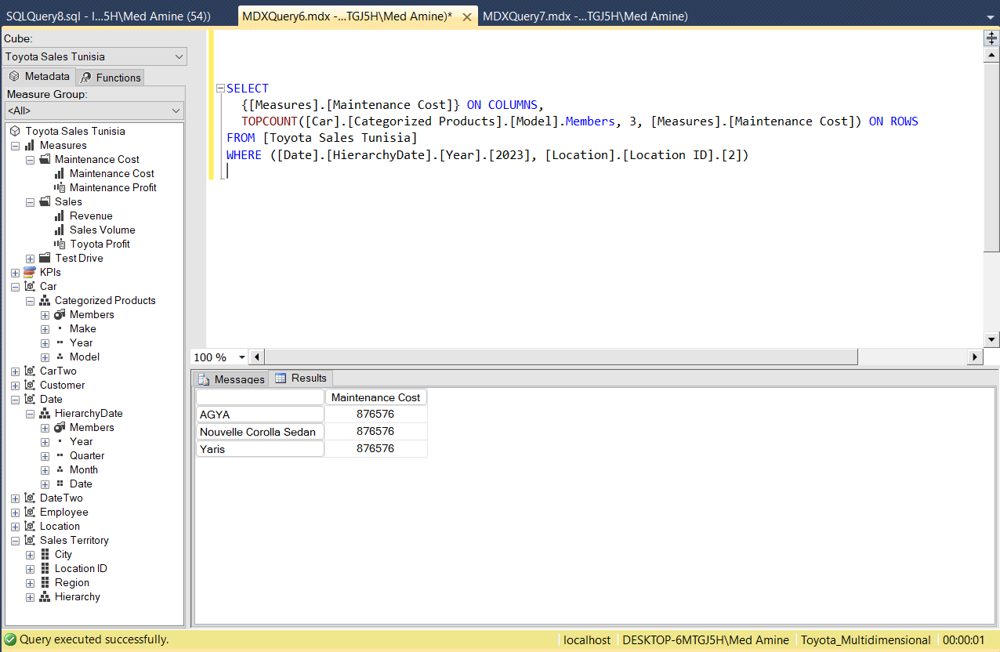 SQLQuery8.sql - l...5H\Med Amine (54))
MDXQuery6.mdx -...TGJ5H\Med Amine)*
MDXQuery7.mdx -...TGJ5H\Med Amine)
Cube:
Toyota Sales Tunisia
Metadata
Functions
Measure Group:
<All>
Toyota Sales Tunisia
Measures
Maintenance Cost
Maintenance Cost
Maintenance Profit
Sales
Revenue
Sales Volume
Toyota Profit
Test Drive
KPIs
Car
Categorized Products
Members
Make
Year
Model
CarTwo
Customer
Date
HierarchyDate
Members
Year
Quarter
Month
Date
DateTwo
Employee
Location
Sales Territory
City
Location ID
Region
Hierarchy
SELECT
{[Measures].[Maintenance Cost]} ON COLUMNS,
TOPCOUNT([Car].[Categorized Products].[Model].Members, 3, [Measures].[Maintenance Cost]) ON ROWS
FROM [Toyota Sales Tunisia]
WHERE ([Date].[HierarchyDate].[Year].[2023], [Location].[Location ID].[2])
100 %
Messages
Results
Maintenance Cost
AGYA 876576
Nouvelle Corolla Sedan 876576
Yaris 876576
Query executed successfully.
localhost
DESKTOP-6MTGJ5H\Med Amine
Toyota_Multidimensional
00:00:01